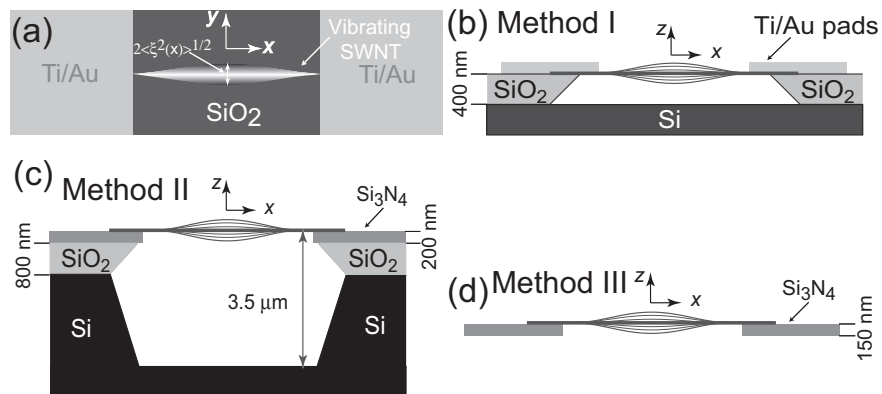 (a)
y
x
2<ξ²(x)>^1/2
Vibrating
SWNT
Ti/Au
Ti/Au
SiO₂
(b) Method I
z
x
Ti/Au pads
400 nm
SiO₂
SiO₂
Si
(c) Method II
z
x
Si₃N₄
800 nm
SiO₂
SiO₂
200 nm
3.5 μm
Si
Si
(d) Method III
z
x
Si₃N₄
150 nm